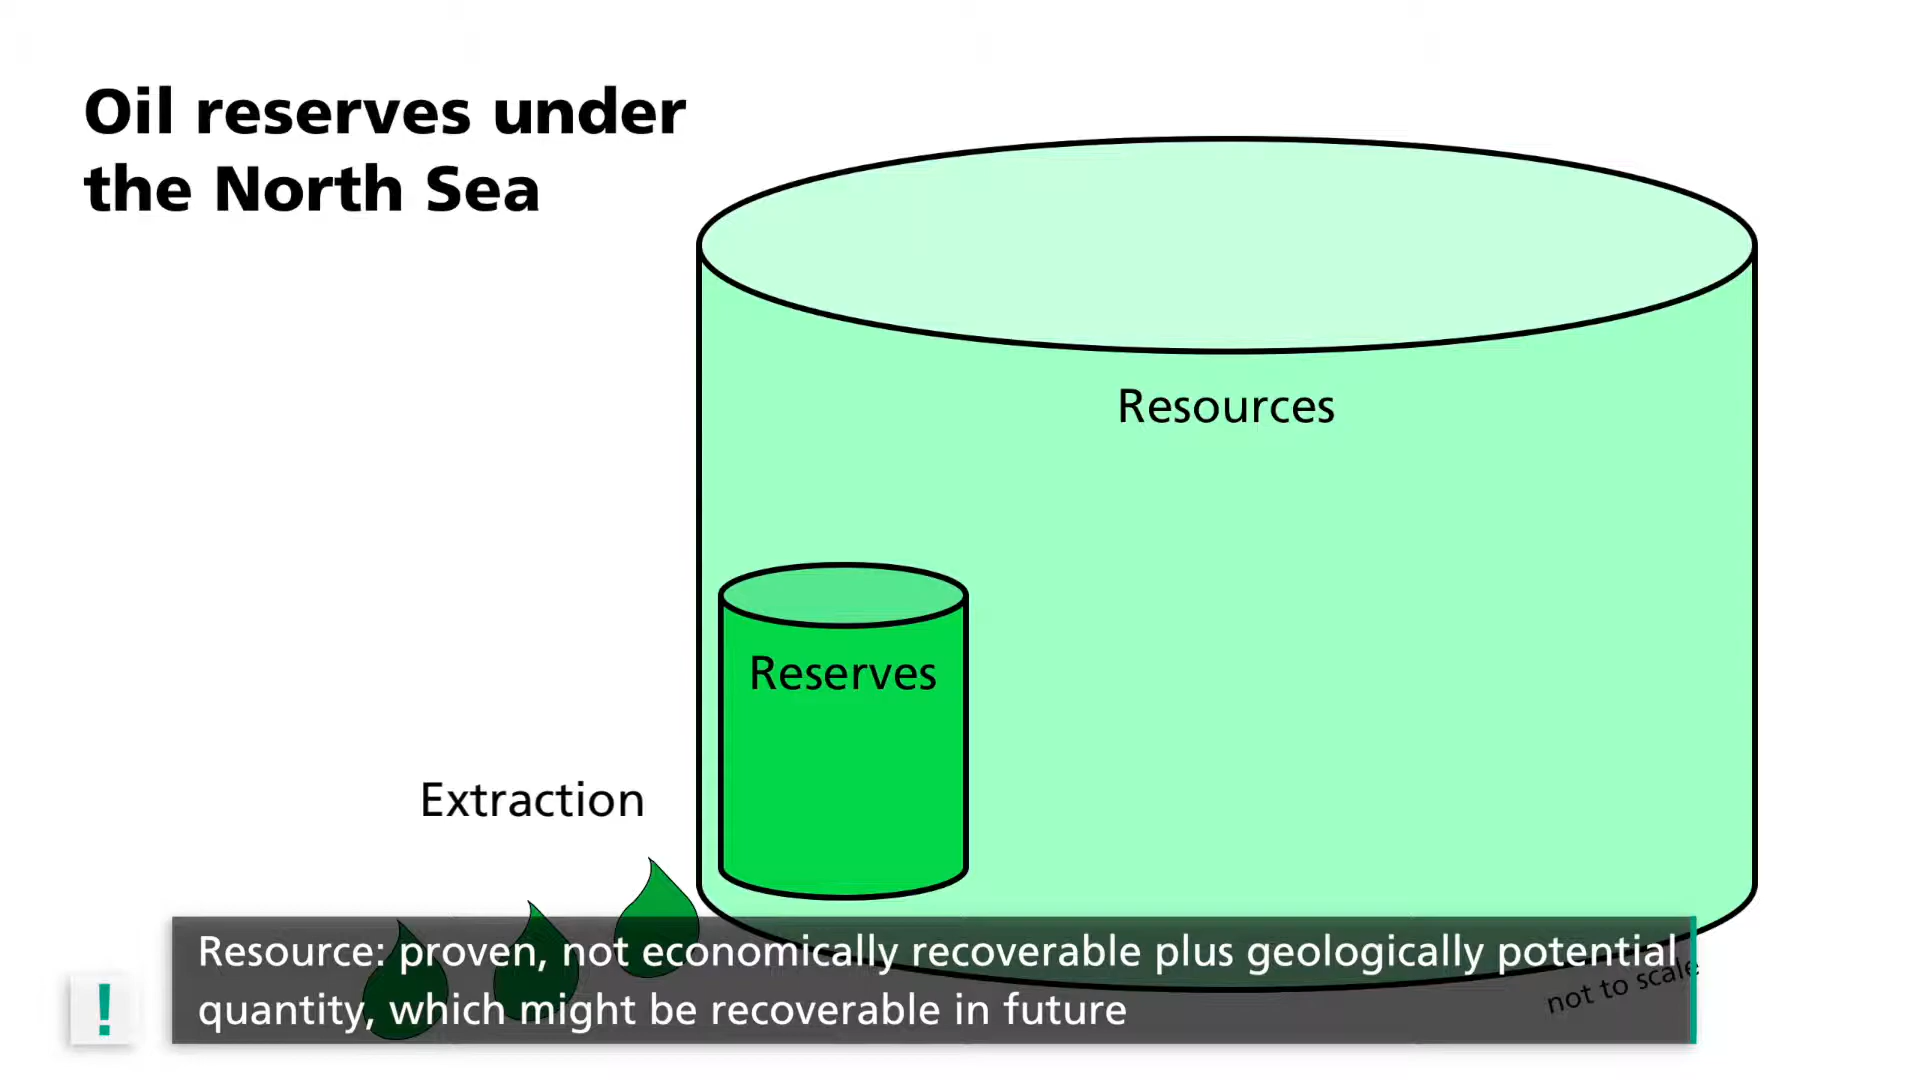 Oil reserves under
the North Sea
Resources
Reserves
Extraction
Resource: proven, not economically recoverable plus geologically potential
quantity, which might be recoverable in future
not to scale
!